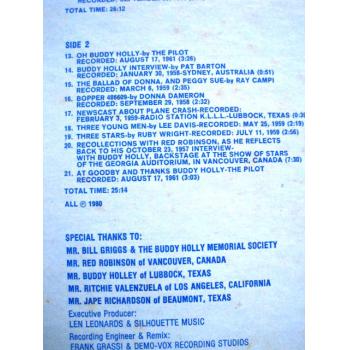 TOTAL TIME: 26:12
SIDE 2
13. OH BUDDY HOLLY-by THE PILOT
RECORDED: AUGUST 17, 1961 (3:26)
14. BUDDY HOLLY INTERVIEW-by PAT BARTON
RECORDED: JANUARY 30, 1958-SYDNEY, AUSTRALIA (0:51)
15. THE BALLAD OF DONNA, AND PEGGY SUE-by RAY CAMPI
RECORDED: MARCH 6, 1959 (2:35)
16. BOPPER 486609-by DONNA DAMERON
RECORDED: SEPTEMBER 29, 1958 (2:32)
17. NEWSCAST ABOUT PLANE CRASH-RECORDED:
FEBRUARY 3, 1959-RADIO STATION K.L.L.L.-LUBBOCK, TEXAS (0:30)
18. THREE YOUNG MEN-by LEE DAVIS-RECORDED: MAY 25, 1959 (2:19)
19. THREE STARS-by RUBY WRIGHT-RECORDED: JULY 11, 1959 (2:36)
20. RECOLLECTIONS WITH RED ROBINSON, AS HE REFLECTS
BACK TO HIS OCTOBER 23, 1957 INTERVIEW-
WITH BUDDY HOLLY, BACKSTAGE AT THE SHOW OF STARS
OF THE GEORGIA AUDITORIUM, IN VANCOUVER, CANADA (7:38)
21. AT GOODBY AND THANKS BUDDY HOLLY-THE PILOT
RECORDED: AUGUST 17, 1961 (3:03)
TOTAL TIME: 25:14
ALL ℗ 1980
SPECIAL THANKS TO:
MR. BILL GRIGGS & THE BUDDY HOLLY MEMORIAL SOCIETY
MR. RED ROBINSON of VANCOUVER, CANADA
MR. BUDDY HOLLEY of LUBBOCK, TEXAS
MR. RITCHIE VALENZUELA of LOS ANGELES, CALIFORNIA
MR. JAPE RICHARDSON of BEAUMONT, TEXAS
Executive Producer:
LEN LEONARDS & SILHOUETTE MUSIC
Recording Engineer & Remix:
FRANK GRASSI & DEMO-VOX RECORDING STUDIOS